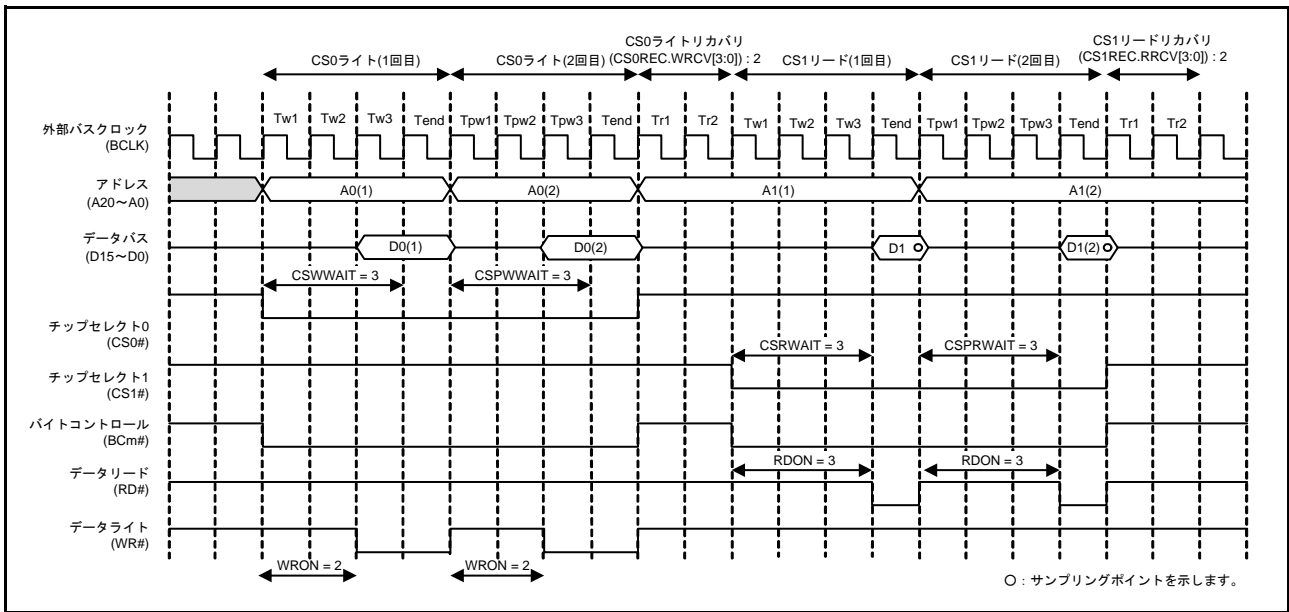 CS0ライトリカバリ
(CS0REC.WRCV[3:0]) : 2
CS1リードリカバリ
(CS1REC.RRCV[3:0]) : 2
CS0ライト(1回目)
CS0ライト(2回目)
CS1リード(1回目)
CS1リード(2回目)
Tw1 Tw2 Tw3 Tend Tpw1 Tpw2 Tpw3 Tend Tr1 Tr2 Tw1 Tw2 Tw3 Tend Tpw1 Tpw2 Tpw3 Tend Tr1 Tr2
外部バスクロック
(BCLK)
アドレス
(A20～A0)
A0(1) A0(2) A1(1) A1(2)
データバス
(D15～D0)
D0(1) D0(2) D1 D1(2)
CSWWAIT = 3 CSPWWAIT = 3
チップセレクト0
(CS0#)
CSRWAIT = 3 CSPRWAIT = 3
チップセレクト1
(CS1#)
バイトコントロール
(BCm#)
RDON = 3 RDON = 3
データリード
(RD#)
データライト
(WR#)
WRON = 2 WRON = 2
○ : サンプリングポイントを示します。